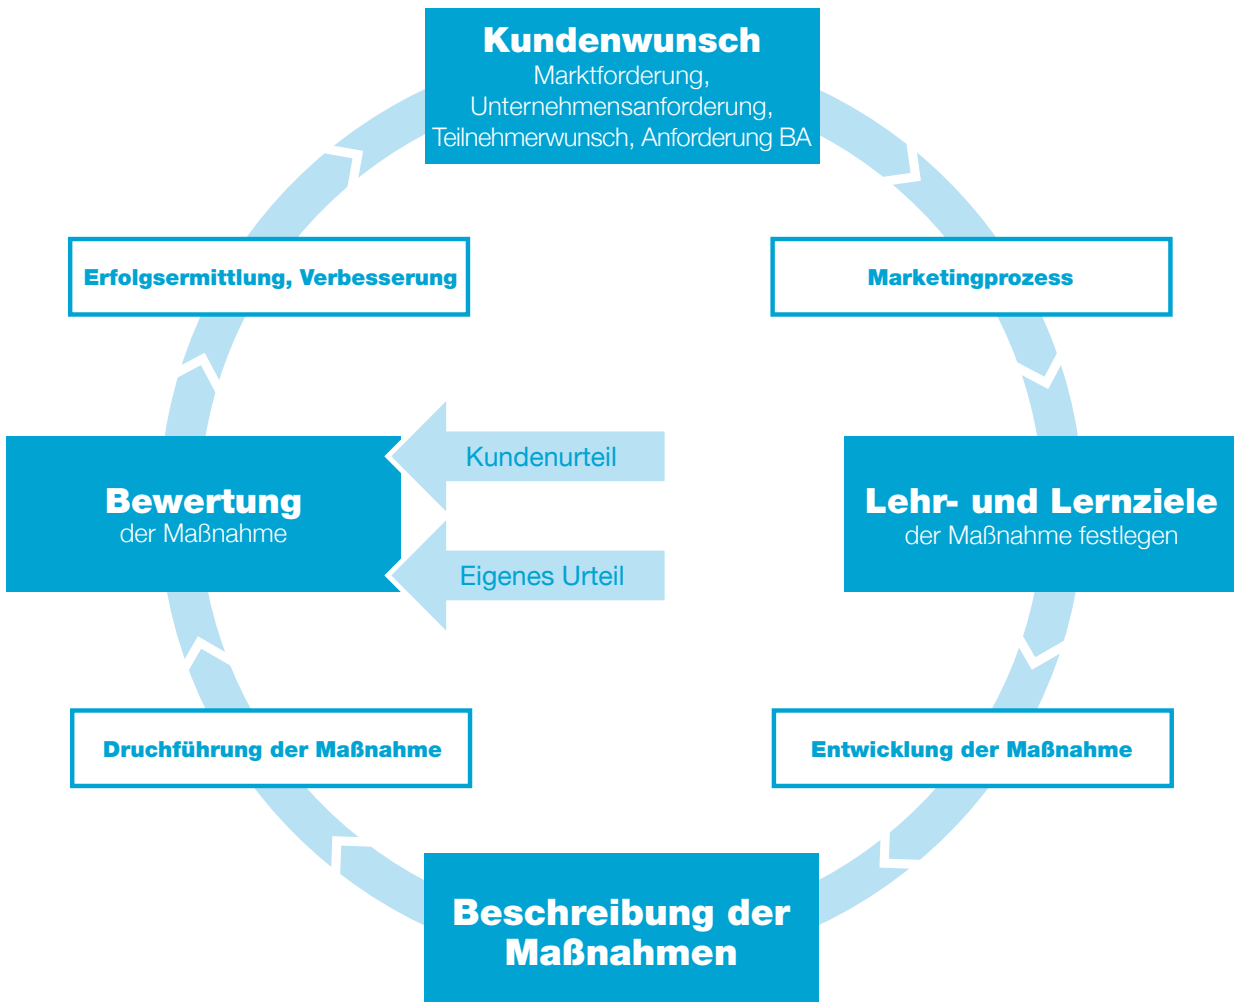 Kundenwunsch
Marktforderung,
Unternehmensanforderung,
Teilnehmerwunsch, Anforderung BA
Erfolgsermittlung, Verbesserung
Marketingprozess
Kundenurteil
Bewertung
der Maßnahme
Lehr- und Lernziele
der Maßnahme festlegen
Eigenes Urteil
Druchführung der Maßnahme
Entwicklung der Maßnahme
Beschreibung der
Maßnahmen